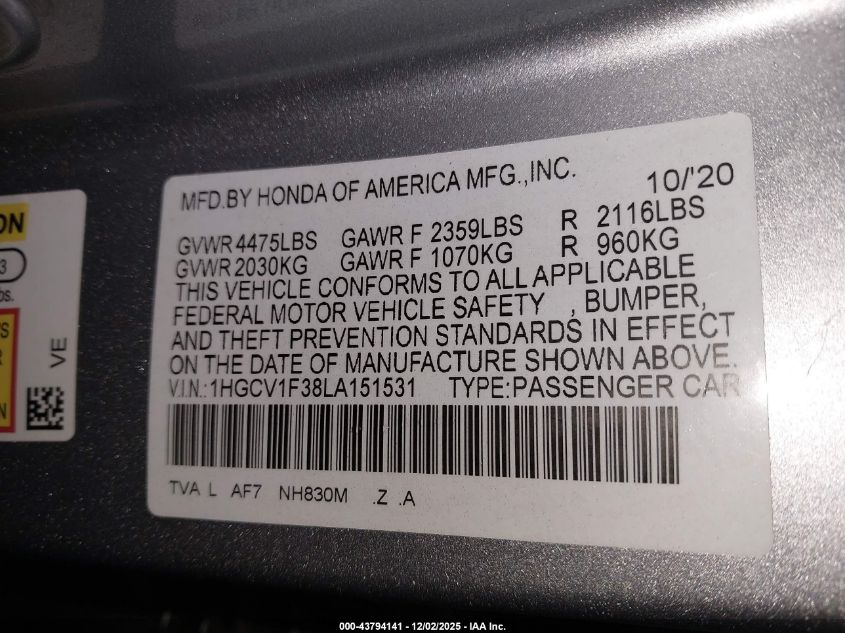 MFD.BY HONDA OF AMERICA MFG.,INC. 10/'20
GVWR 4475LBS GAWR F 2359LBS R 2116LBS
GVWR 2030KG GAWR F 1070KG R 960KG
THIS VEHICLE CONFORMS TO ALL APPLICABLE
FEDERAL MOTOR VEHICLE SAFETY , BUMPER,
AND THEFT PREVENTION STANDARDS IN EFFECT
ON THE DATE OF MANUFACTURE SHOWN ABOVE.
V.I.N.:1HGCV1F38LA151531 TYPE:PASSENGER CAR
TVA L AF7 NH830M .Z .A
VE
000-43794141 - 12/02/2025 - IAA Inc.